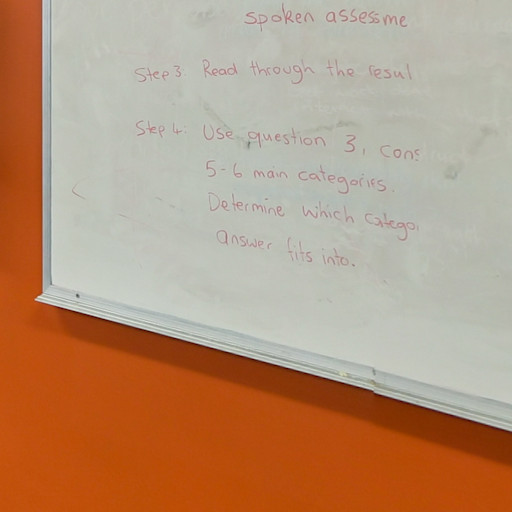 spoken assessme
Step 3 Read through the resul
Step 4: Use question 3, cons
5-6 main categories.
Determine which catego
answer fits into.